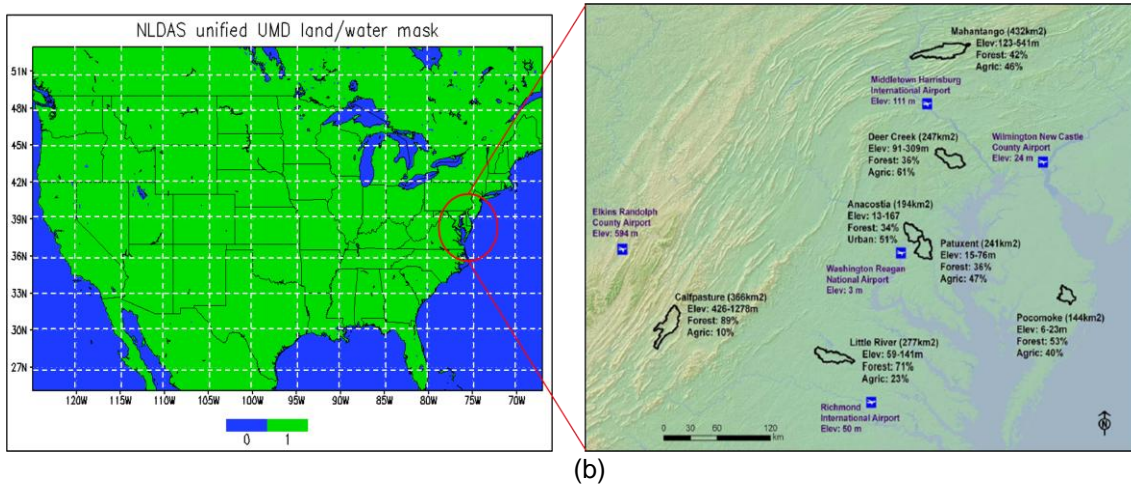 NLDAS unified UMD land/water mask
51N
48N
45N
42N
39N
36N
33N
30N
27N
120W 115W 110W 105W 100W 95W 90W 85W 80W 75W 70W
0 1
Mahantango (432km2)
Elev:123-541m
Forest: 42%
Agric: 46%
Middletown Harrisburg
International Airport
Elev: 111 m
Deer Creek (247km2)
Elev: 91-309m
Forest: 36%
Agric: 61%
Wilmington New Castle
County Airport
Elev: 24 m
Anacostia (194km2)
Elev: 13-167
Forest: 34%
Urban: 51%
Elkins Randolph
County Airport
Elev: 594 m
Patuxent (241km2)
Elev: 15-76m
Forest: 36%
Agric: 47%
Washington Reagan
National Airport
Elev: 3 m
Calfpasture (366km2)
Elev: 426-1278m
Forest: 89%
Agric: 10%
Pocomoke (144km2)
Elev: 6-23m
Forest: 53%
Agric: 40%
Little River (277km2)
Elev: 59-141m
Forest: 71%
Agric: 23%
Richmond
International Airport
Elev: 50 m
0 30 60 120
km
N
(b)